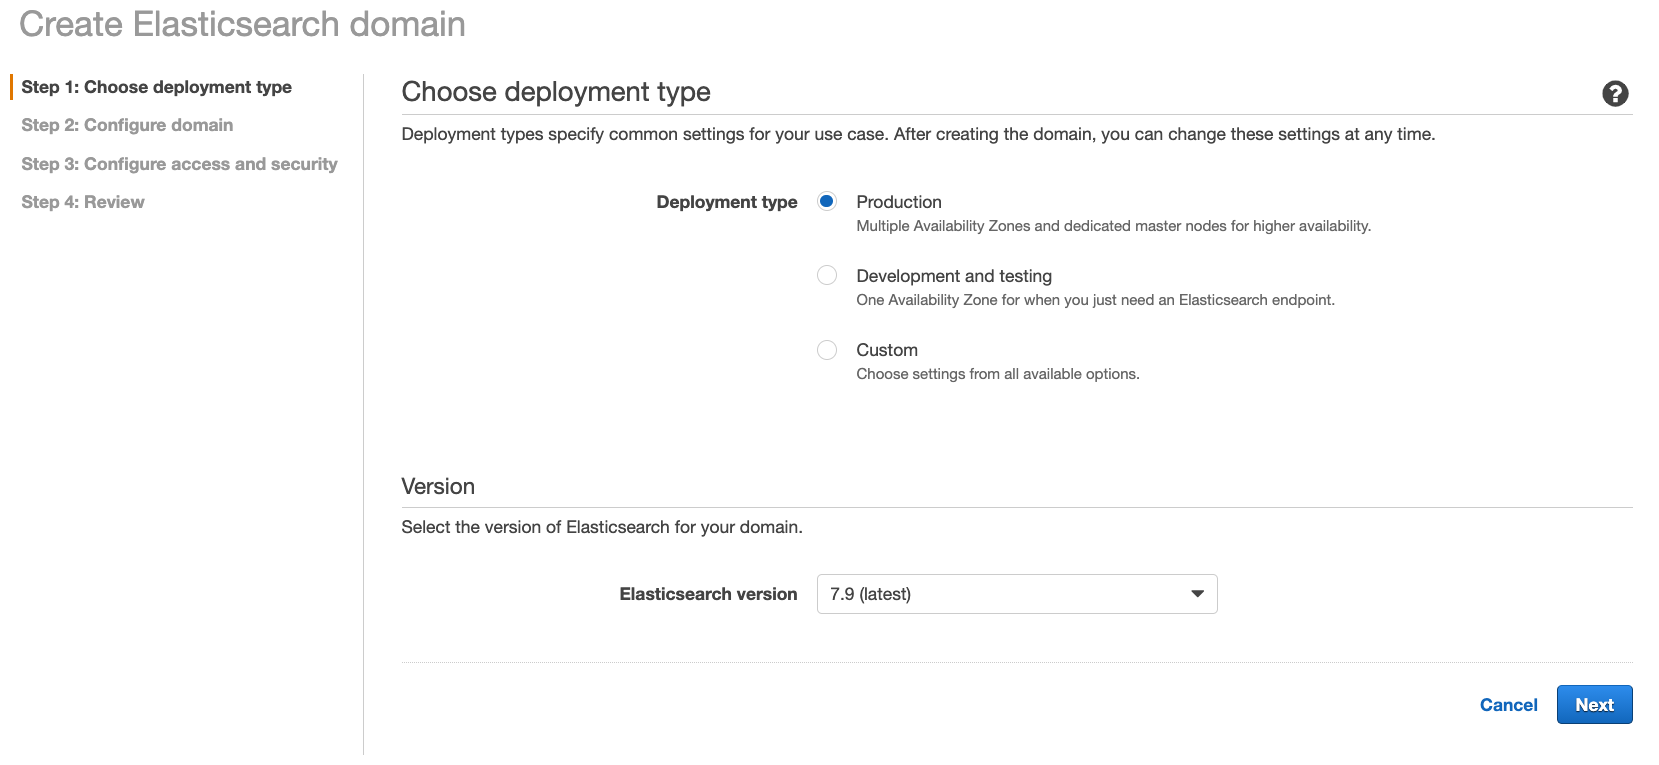 Create Elasticsearch domain
Step 1: Choose deployment type
Step 2: Configure domain
Step 3: Configure access and security
Step 4: Review
Choose deployment type
?
Deployment types specify common settings for your use case. After creating the domain, you can change these settings at any time.
Deployment type
Production
Multiple Availability Zones and dedicated master nodes for higher availability.
Development and testing
One Availability Zone for when you just need an Elasticsearch endpoint.
Custom
Choose settings from all available options.
Version
Select the version of Elasticsearch for your domain.
Elasticsearch version
7.9 (latest)
Cancel
Next